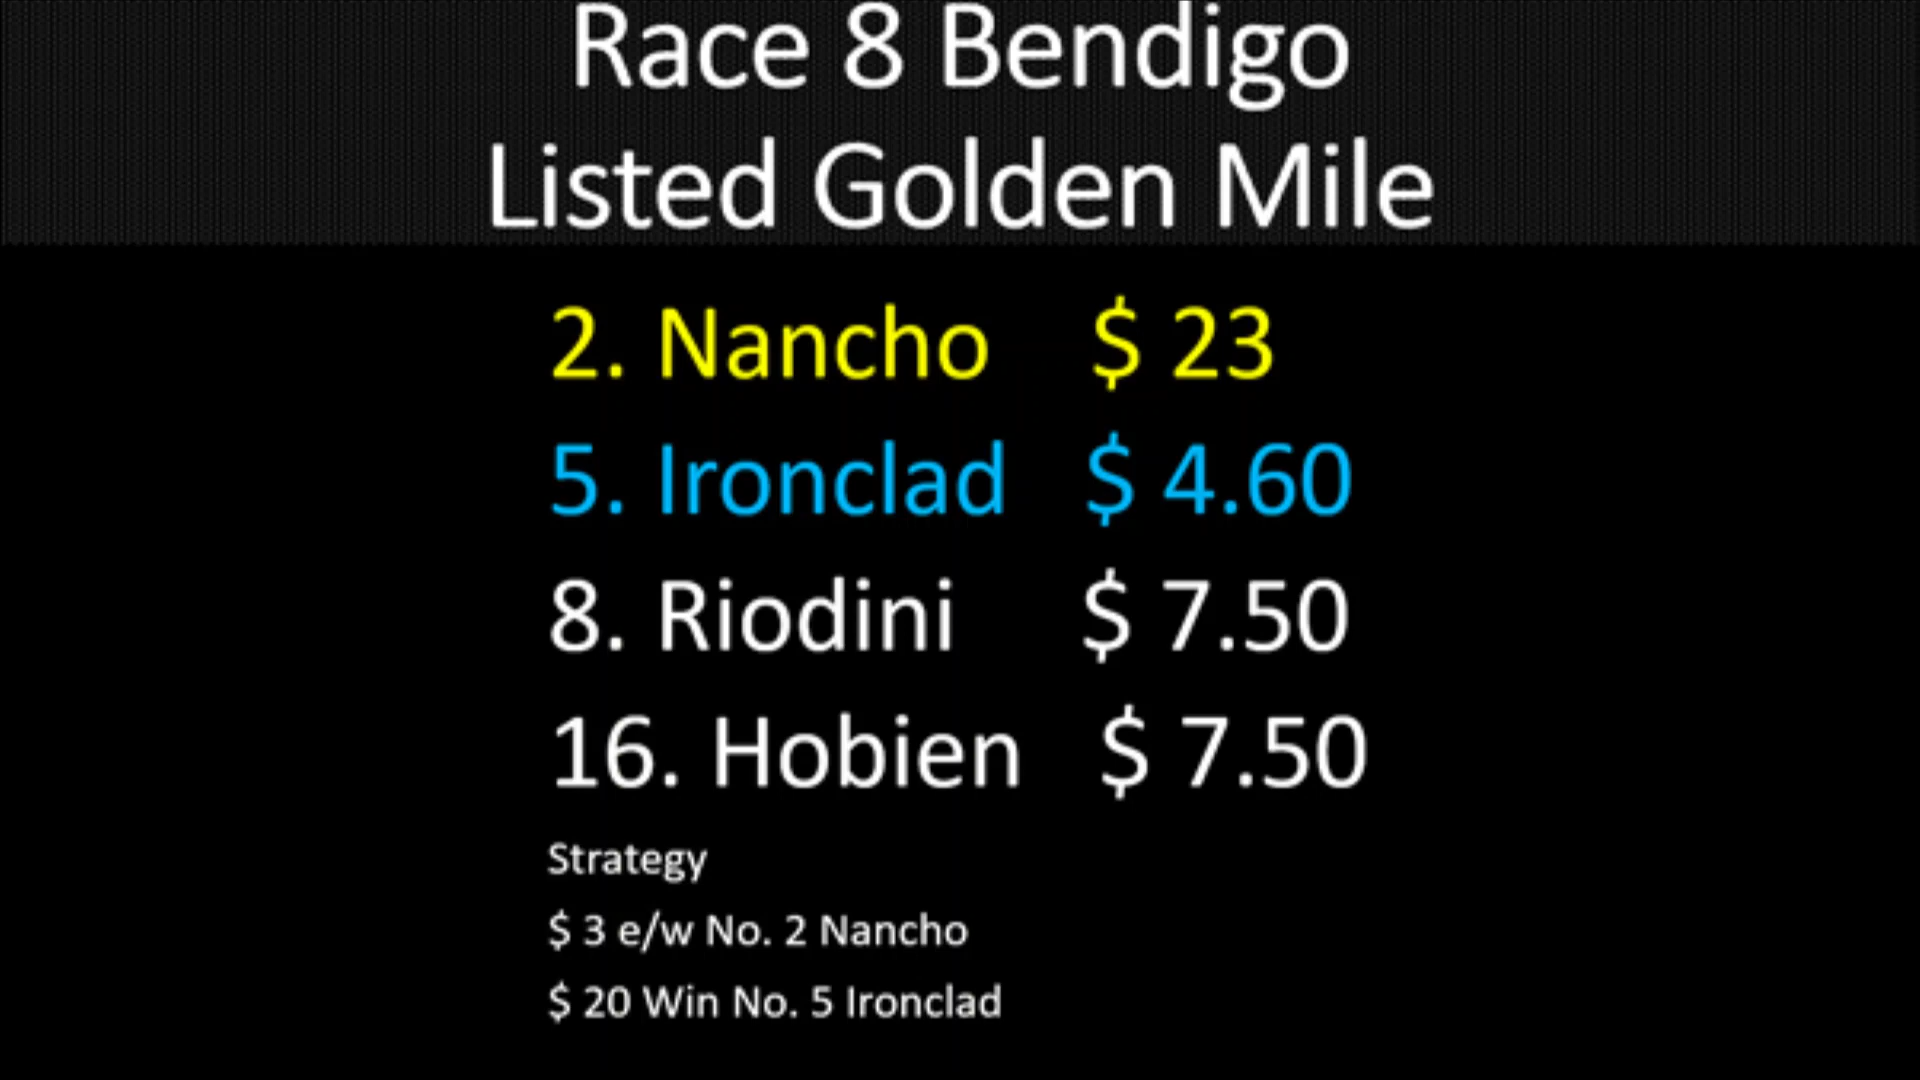 Race 8 Bendigo
Listed Golden Mile
2. Nancho $ 23
5. Ironclad $ 4.60
8. Riodini $ 7.50
16. Hobien $ 7.50
Strategy
$ 3 e/w No. 2 Nancho
$ 20 Win No. 5 Ironclad